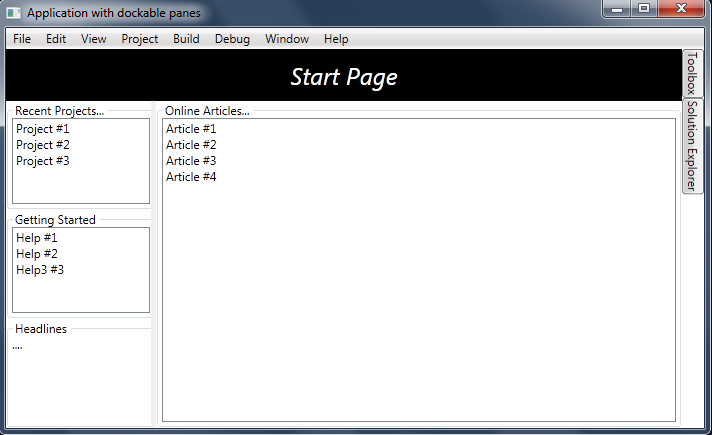 Application with dockable panes
File Edit View Project Build Debug Window Help
Start Page
Toolbox
Solution Explorer
Recent Projects...
Project #1
Project #2
Project #3
Getting Started
Help #1
Help #2
Help3 #3
Headlines
....
Online Articles...
Article #1
Article #2
Article #3
Article #4